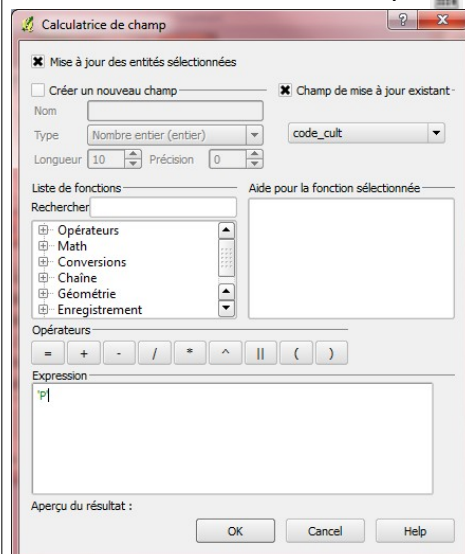 Calculatrice de champ
Mise à jour des entités sélectionnées
Créer un nouveau champ
Champ de mise à jour existant
Nom
Type Nombre entier (entier)
code_cult
Longueur 10 Précision 0
Liste de fonctions
Aide pour la fonction sélectionnée
Rechercher
Opérateurs
Math
Conversions
Chaîne
Géométrie
Enregistrement
Opérateurs
= + - / * ^ || ( )
Expression
'P'
Aperçu du résultat :
OK Cancel Help